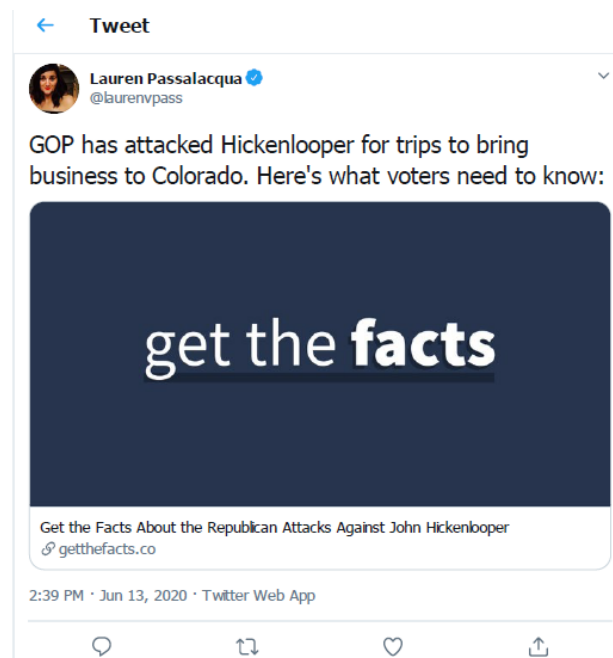 Tweet
Lauren Passalacqua
@laurenvpass
GOP has attacked Hickenlooper for trips to bring
business to Colorado. Here's what voters need to know:
get the facts
Get the Facts About the Republican Attacks Against John Hickenlooper
getthefacts.co
2:39 PM · Jun 13, 2020 · Twitter Web App